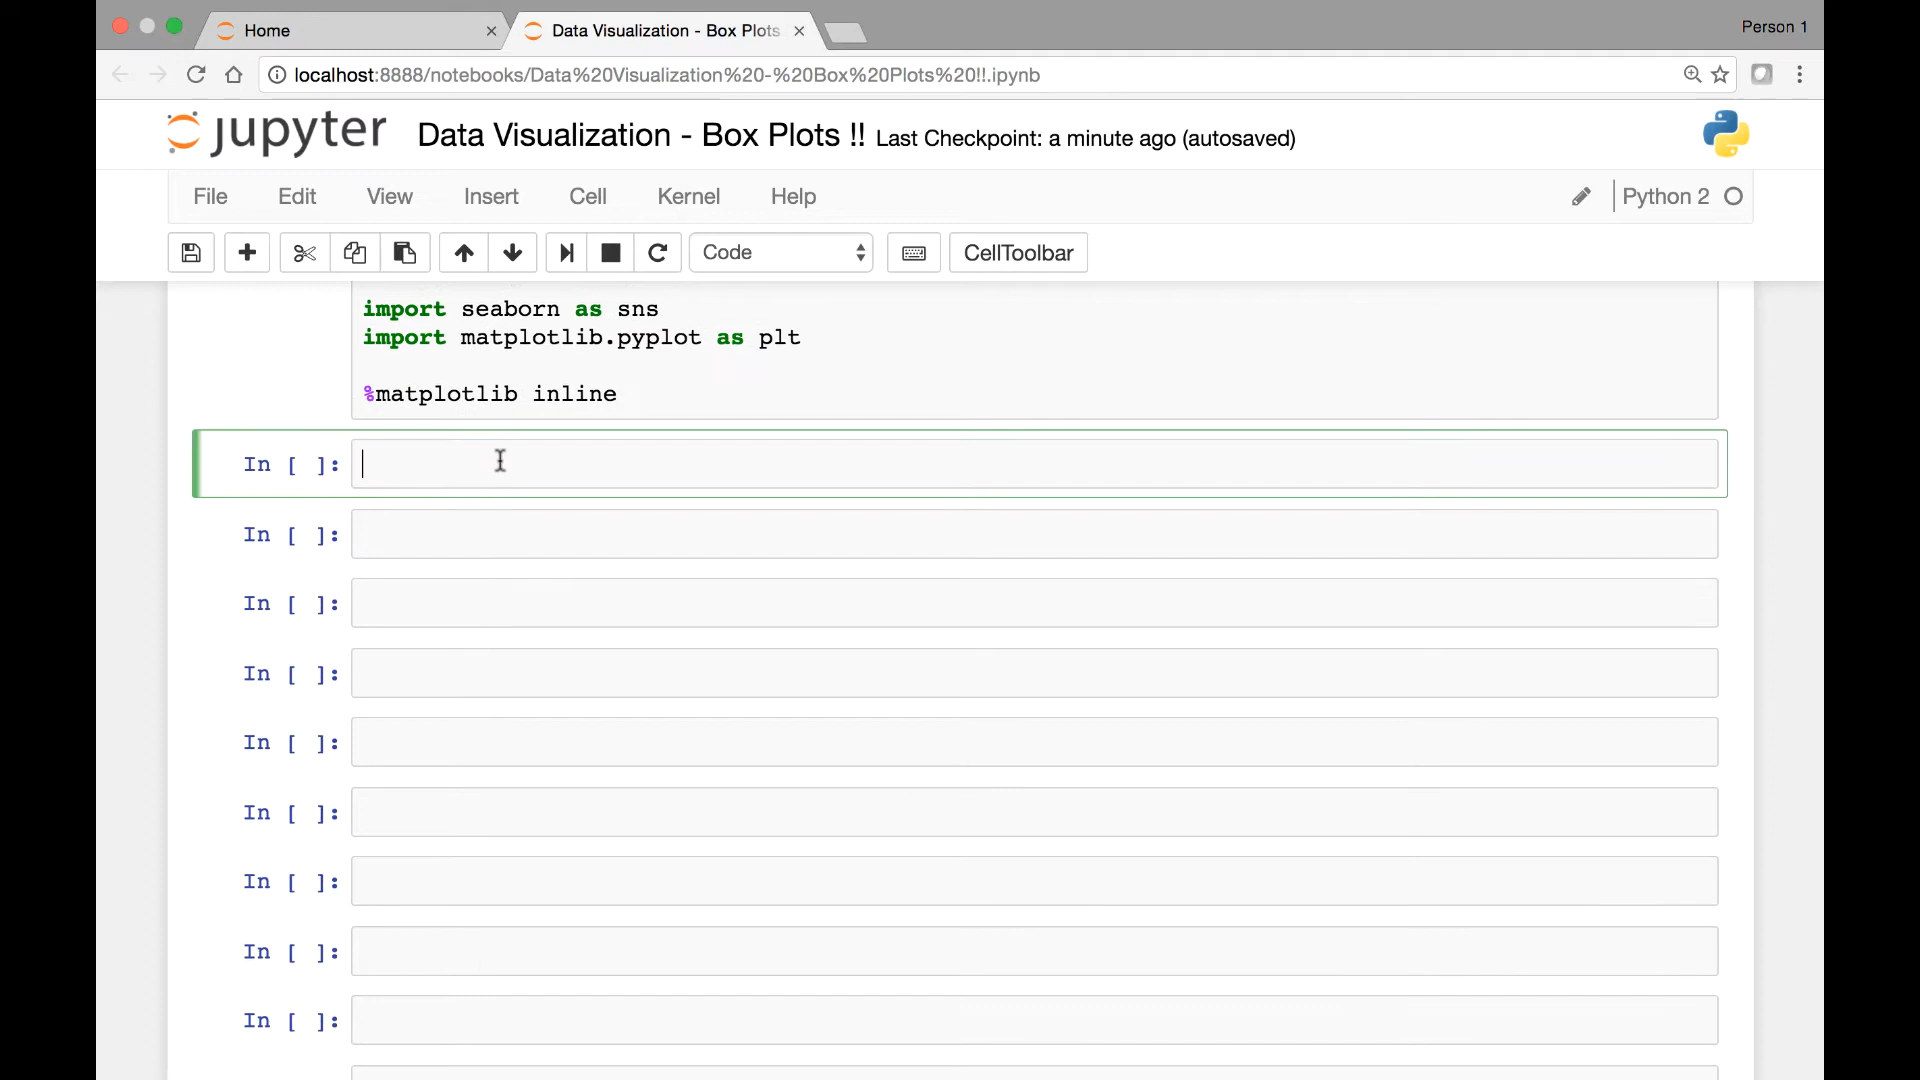 Home
Data Visualization - Box Plots
Person 1
localhost:8888/notebooks/Data%20Visualization%20-%20Box%20Plots%20!!.ipynb
jupyter Data Visualization - Box Plots !! Last Checkpoint: a minute ago (autosaved)
File Edit View Insert Cell Kernel Help Python 2
Code CellToolbar
import seaborn as sns
import matplotlib.pyplot as plt
%matplotlib inline
In [ ]:
In [ ]:
In [ ]:
In [ ]:
In [ ]:
In [ ]:
In [ ]:
In [ ]:
In [ ]: